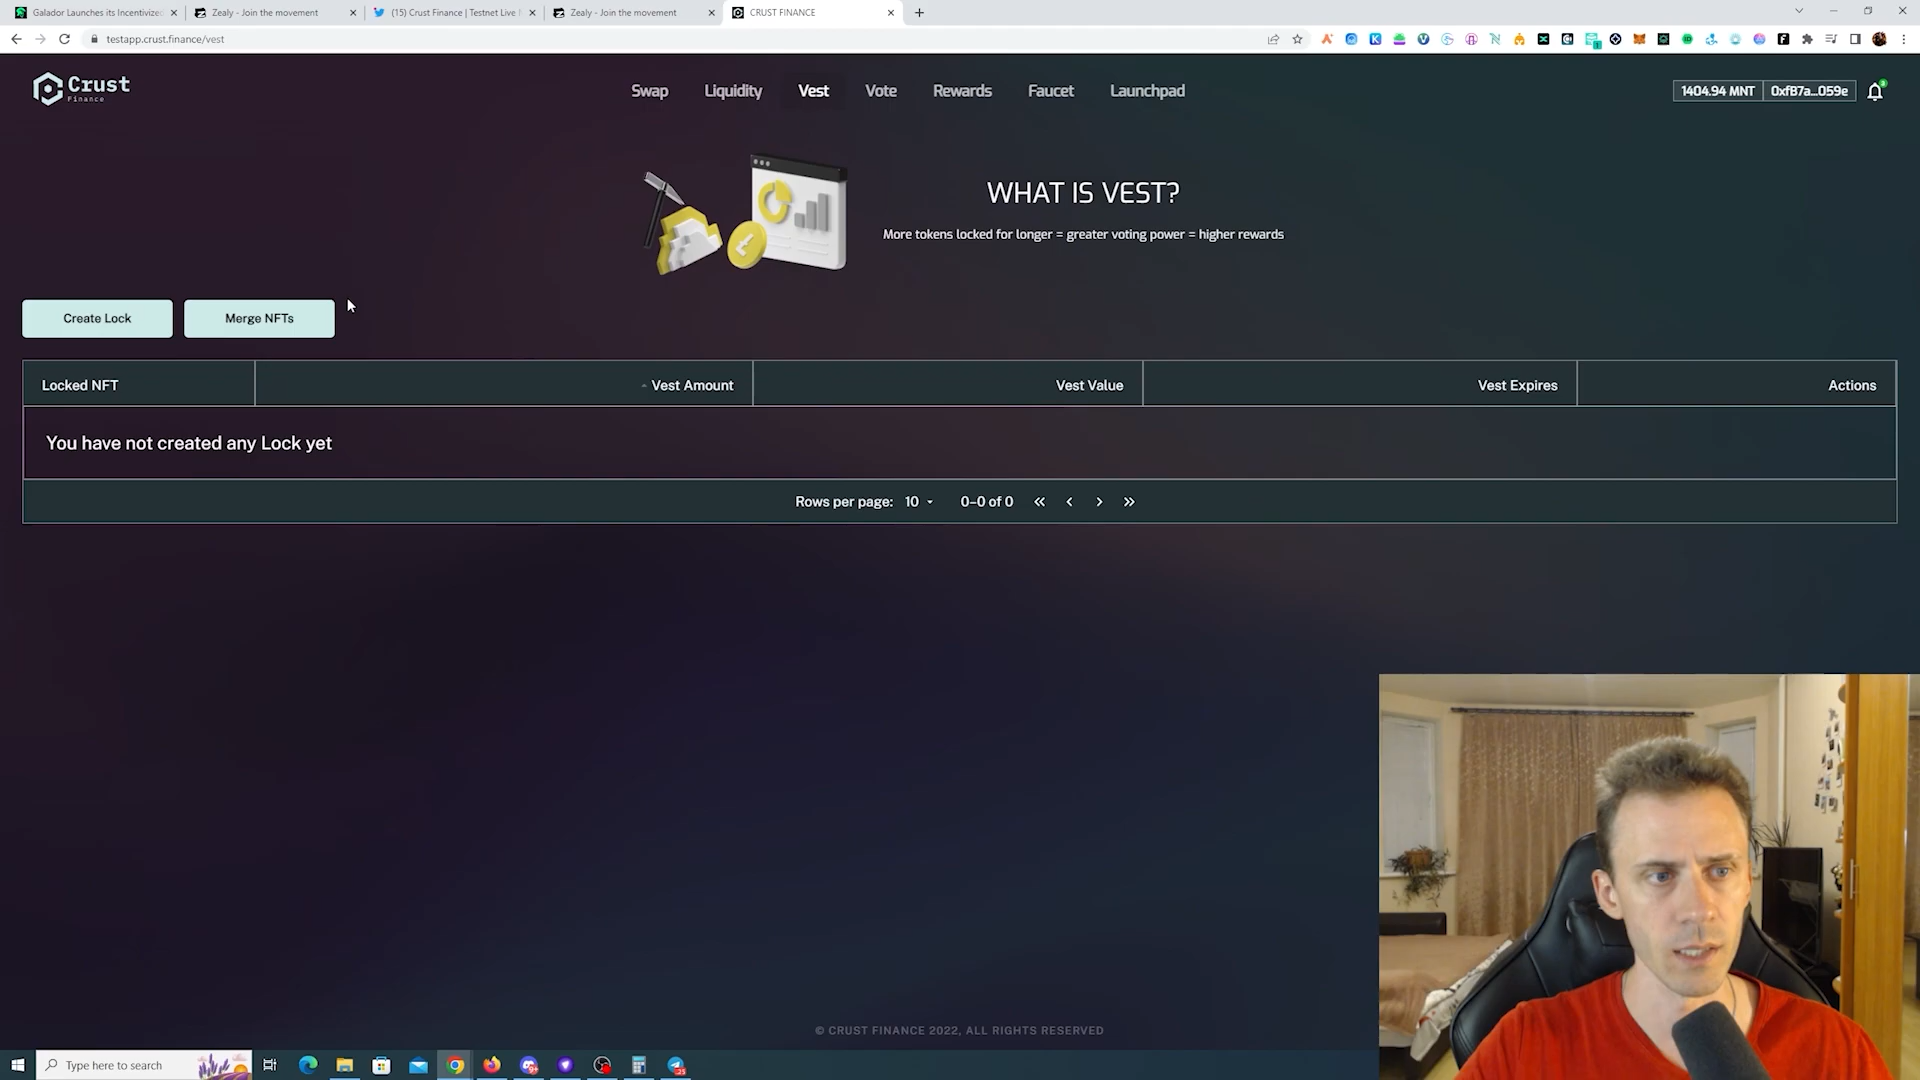 Galador Launches its Incentivize
Zealy - Join the movement
(15) Crust Finance | Testnet Live
Zealy - Join the movement
CRUST FINANCE
testapp.crust.finance/vest
Crust
Finance
Swap
Liquidity
Vest
Vote
Rewards
Faucet
Launchpad
1404.94 MNT
0xfB7a...059e
WHAT IS VEST?
More tokens locked for longer = greater voting power = higher rewards
Create Lock
Merge NFTs
Locked NFT
Vest Amount
Vest Value
Vest Expires
Actions
You have not created any Lock yet
Rows per page: 10
0–0 of 0
© CRUST FINANCE 2022, ALL RIGHTS RESERVED
Type here to search